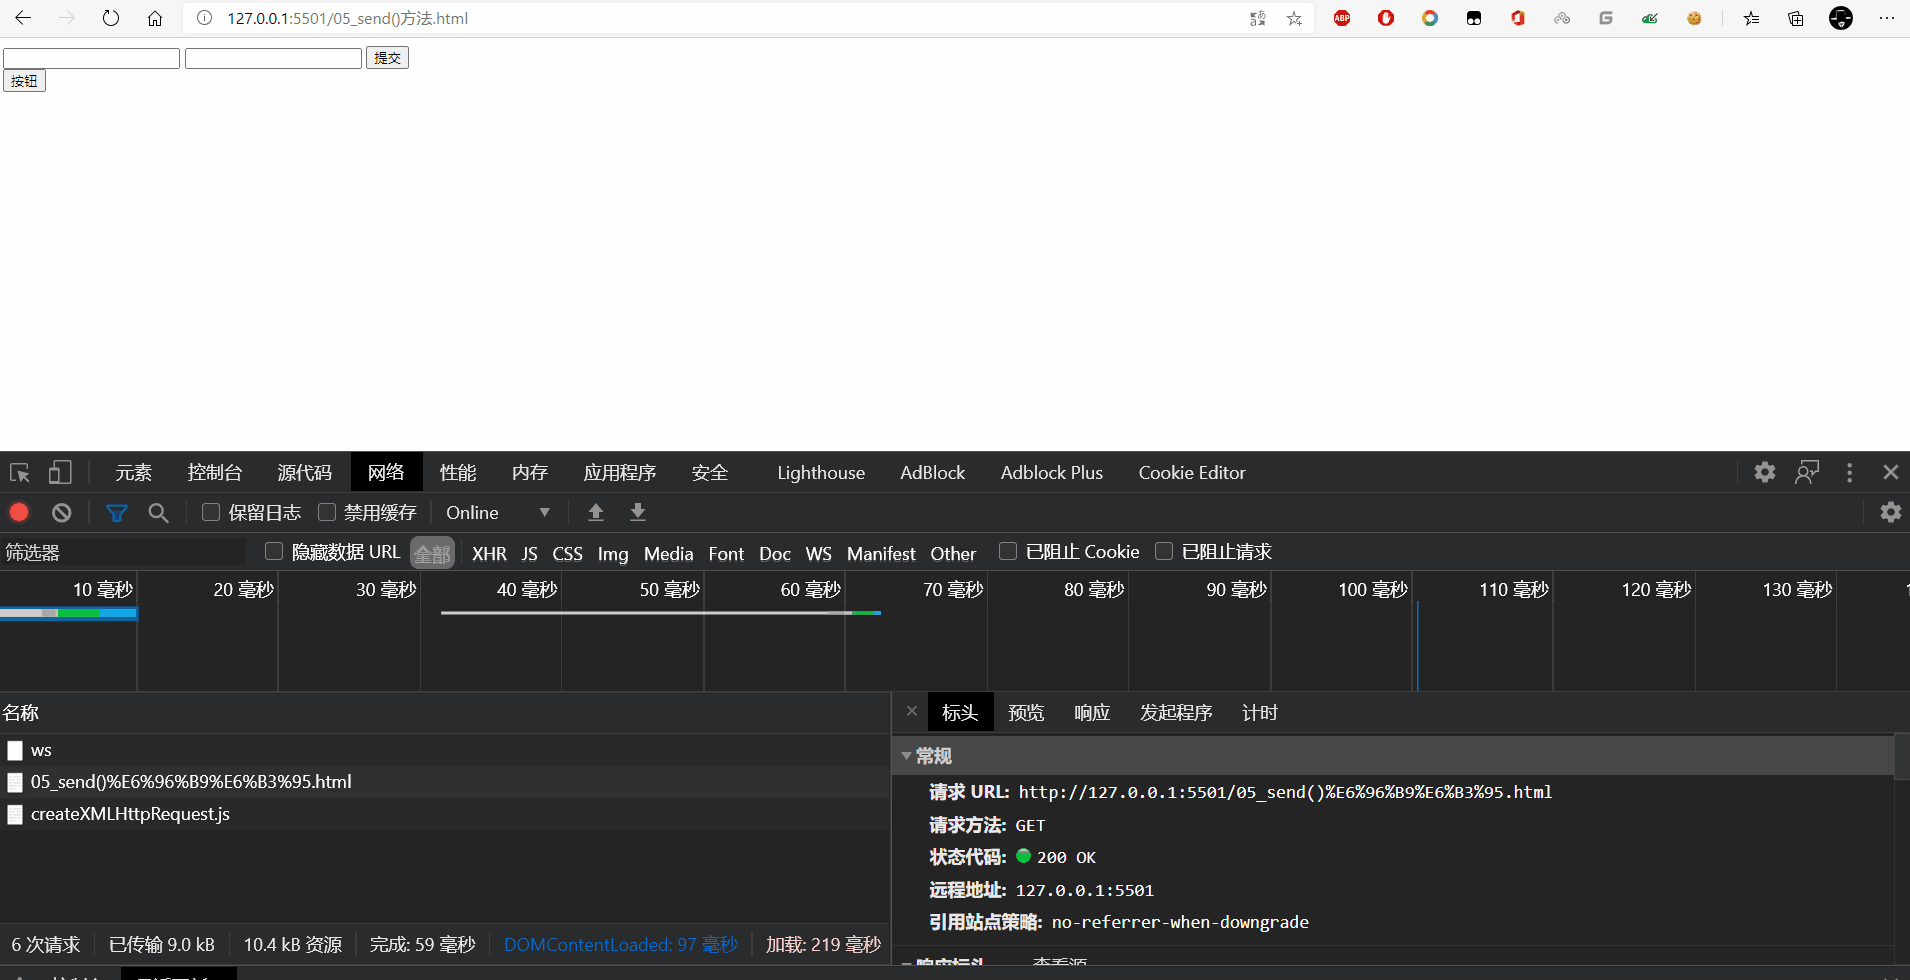 127.0.0.1:5501/05_send()方法.html
ABP
提交
按钮
元素 控制台 源代码 网络 性能 内存 应用程序 安全 Lighthouse AdBlock Adblock Plus Cookie Editor
保留日志 禁用缓存 Online
筛选器 隐藏数据 URL 全部 XHR JS CSS Img Media Font Doc WS Manifest Other 已阻止 Cookie 已阻止请求
10 毫秒 20 毫秒 30 毫秒 40 毫秒 50 毫秒 60 毫秒 70 毫秒 80 毫秒 90 毫秒 100 毫秒 110 毫秒 120 毫秒 130 毫秒
名称
ws
05_send()%E6%96%B9%E6%B3%95.html
createXMLHttpRequest.js
6 次请求 已传输 9.0 kB 10.4 kB 资源 完成: 59 毫秒 DOMContentLoaded: 97 毫秒 加载: 219 毫秒
标头 预览 响应 发起程序 计时
常规
请求 URL: http://127.0.0.1:5501/05_send()%E6%96%B9%E6%B3%95.html
请求方法: GET
状态代码: 200 OK
远程地址: 127.0.0.1:5501
引用站点策略: no-referrer-when-downgrade
响应标头 查看源